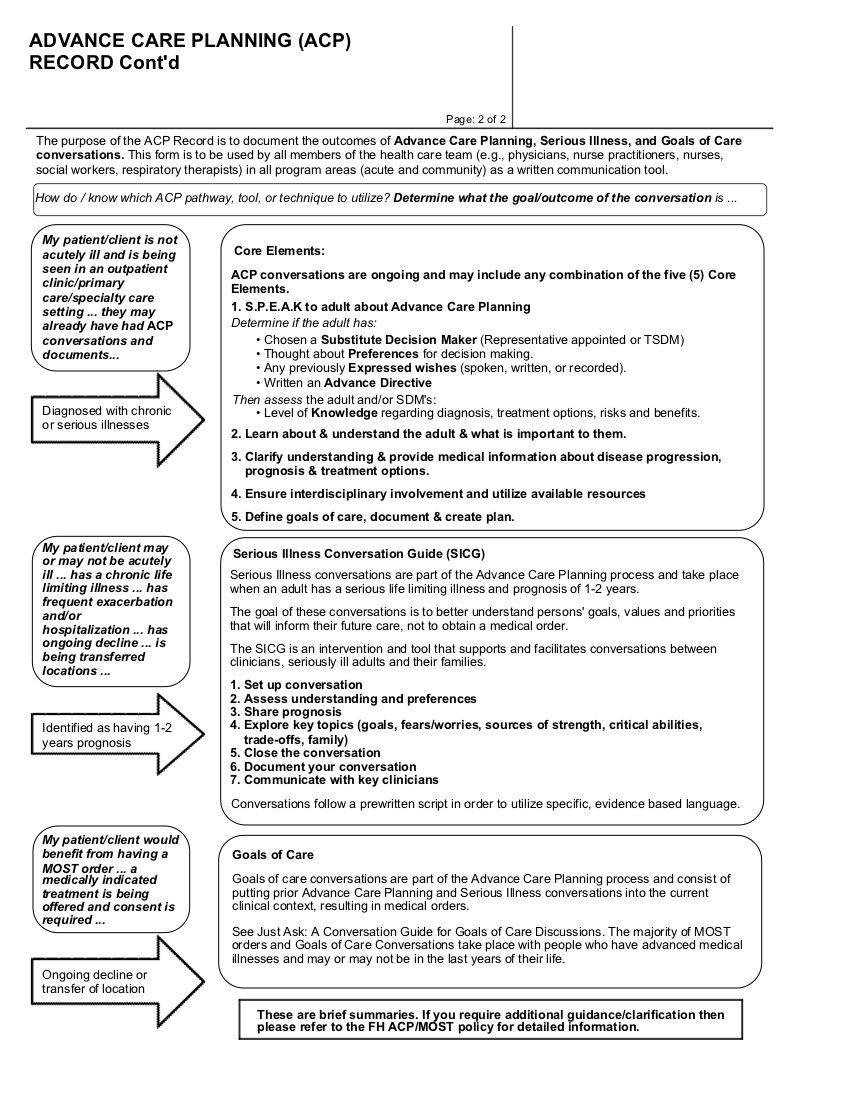 ADVANCE CARE PLANNING (ACP)
RECORD Cont'd
Page: 2 of 2
The purpose of the ACP Record is to document the outcomes of Advance Care Planning, Serious Illness, and Goals of Care
conversations. This form is to be used by all members of the health care team (e.g., physicians, nurse practitioners, nurses,
social workers, respiratory therapists) in all program areas (acute and community) as a written communication tool.
How do / know which ACP pathway, tool, or technique to utilize? Determine what the goal/outcome of the conversation is ...
My patient/client is not
acutely ill and is being
seen in an outpatient
clinic/primary
care/specialty care
setting ... they may
already have had ACP
conversations and
documents...
Diagnosed with chronic
or serious illnesses
Core Elements:
ACP conversations are ongoing and may include any combination of the five (5) Core
Elements.
1. S.P.E.A.K to adult about Advance Care Planning
Determine if the adult has:
• Chosen a Substitute Decision Maker (Representative appointed or TSDM)
• Thought about Preferences for decision making.
• Any previously Expressed wishes (spoken, written, or recorded).
• Written an Advance Directive
Then assess the adult and/or SDM's:
• Level of Knowledge regarding diagnosis, treatment options, risks and benefits.
2. Learn about & understand the adult & what is important to them.
3. Clarify understanding & provide medical information about disease progression,
prognosis & treatment options.
4. Ensure interdisciplinary involvement and utilize available resources
5. Define goals of care, document & create plan.
My patient/client may
or may not be acutely
ill ... has a chronic life
limiting illness ... has
frequent exacerbation
and/or
hospitalization ... has
ongoing decline ... is
being transferred
locations ...
Identified as having 1-2
years prognosis
Serious Illness Conversation Guide (SICG)
Serious Illness conversations are part of the Advance Care Planning process and take place
when an adult has a serious life limiting illness and prognosis of 1-2 years.
The goal of these conversations is to better understand persons' goals, values and priorities
that will inform their future care, not to obtain a medical order.
The SICG is an intervention and tool that supports and facilitates conversations between
clinicians, seriously ill adults and their families.
1. Set up conversation
2. Assess understanding and preferences
3. Share prognosis
4. Explore key topics (goals, fears/worries, sources of strength, critical abilities,
trade-offs, family)
5. Close the conversation
6. Document your conversation
7. Communicate with key clinicians
Conversations follow a prewritten script in order to utilize specific, evidence based language.
My patient/client would
benefit from having a
MOST order ... a
medically indicated
treatment is being
offered and consent is
required ...
Ongoing decline or
transfer of location
Goals of Care
Goals of care conversations are part of the Advance Care Planning process and consist of
putting prior Advance Care Planning and Serious Illness conversations into the current
clinical context, resulting in medical orders.
See Just Ask: A Conversation Guide for Goals of Care Discussions. The majority of MOST
orders and Goals of Care Conversations take place with people who have advanced medical
illnesses and may or may not be in the last years of their life.
These are brief summaries. If you require additional guidance/clarification then
please refer to the FH ACP/MOST policy for detailed information.